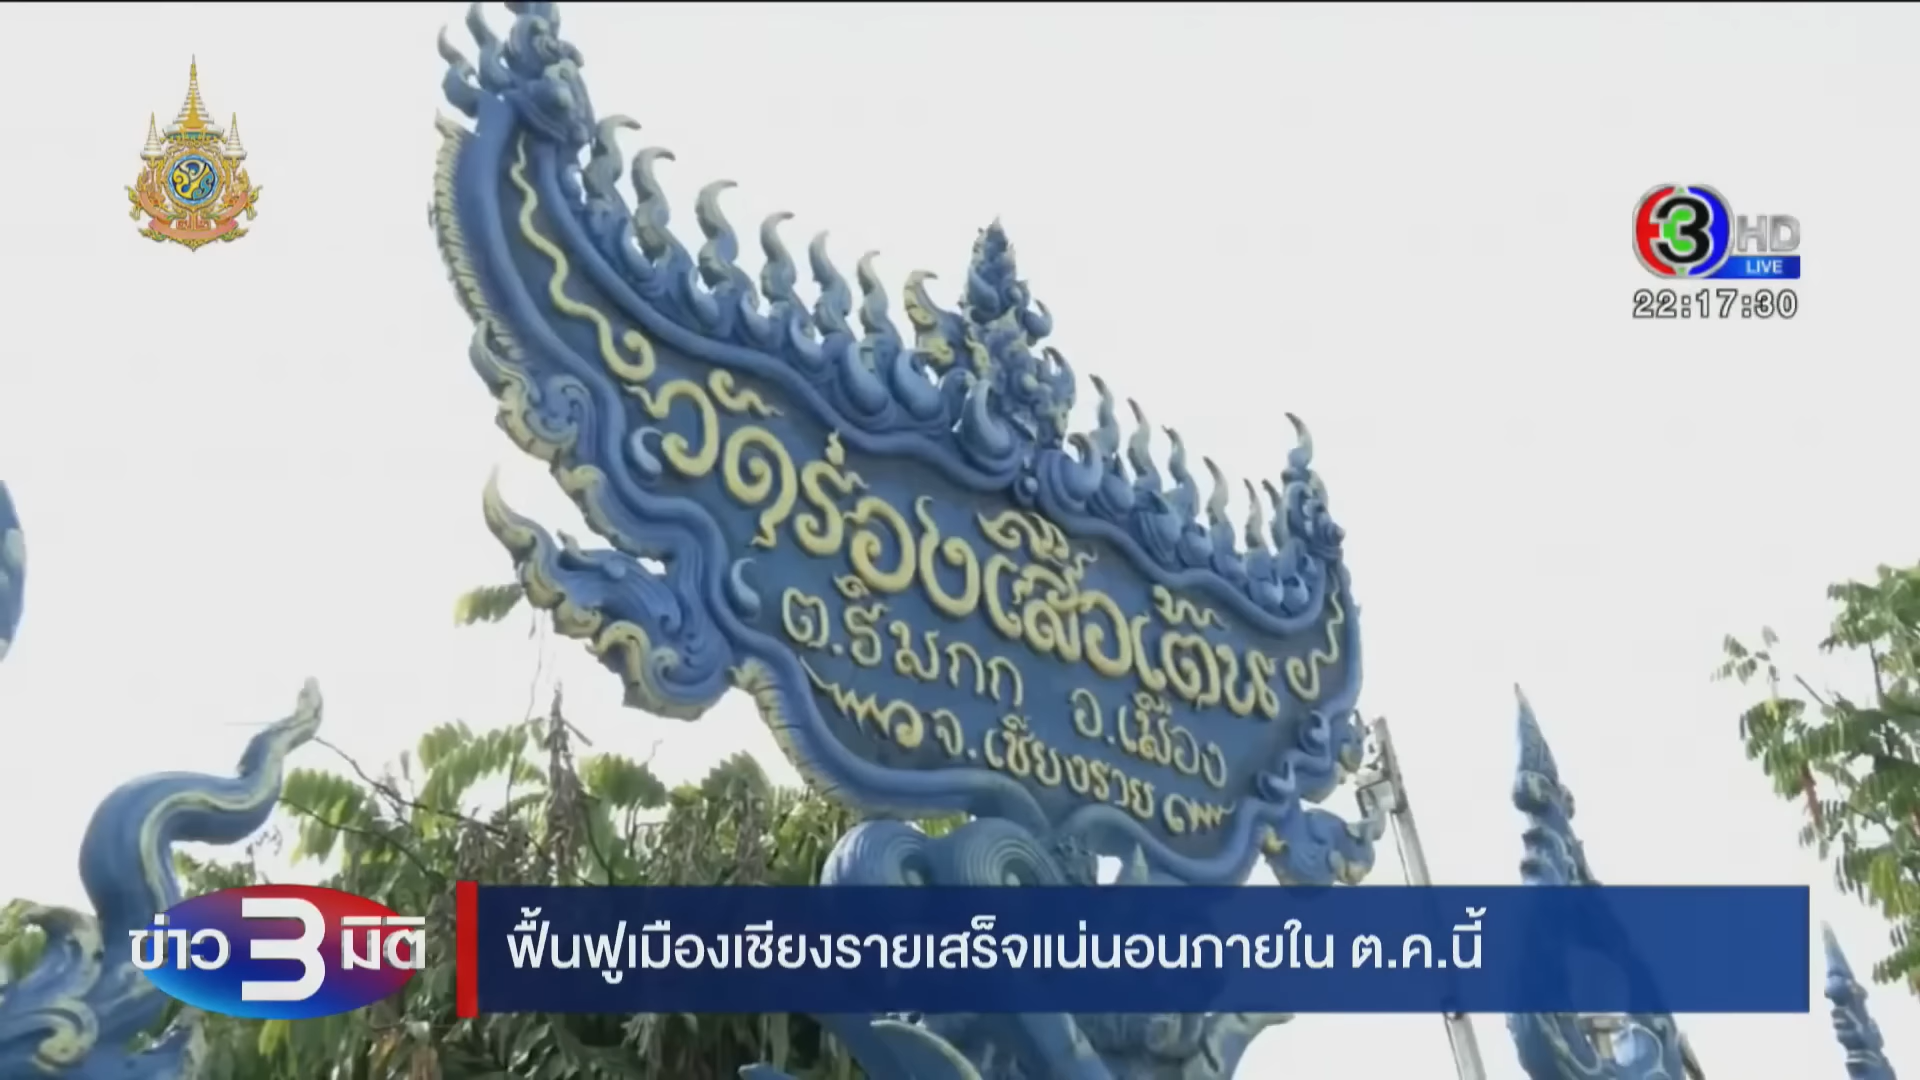 3 HD
LIVE
22:17:30
วัดร่องเสือเต้น
ต.ริมกก อ.เมือง
จ.เชียงราย
ข่าว 3 มิติ
ฟื้นฟูเมืองเชียงรายเสร็จแน่นอนภายใน ต.ค.นี้